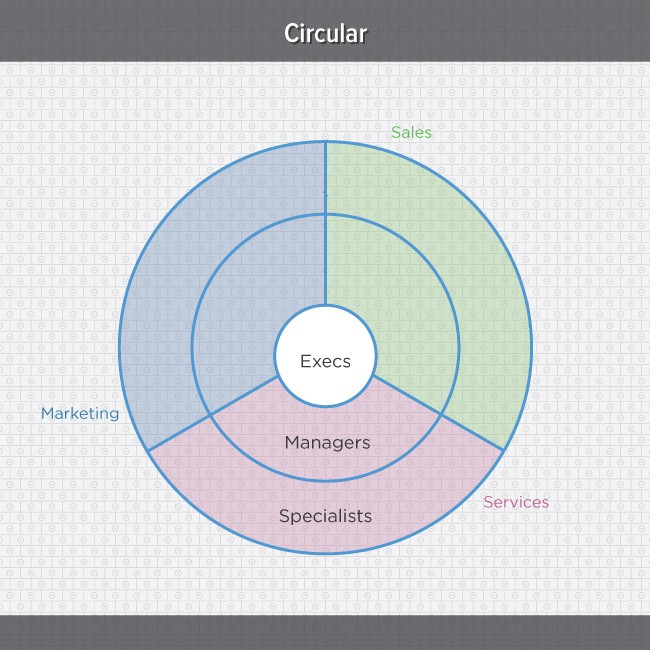 Circular
Sales
Execs
Marketing
Managers
Services
Specialists